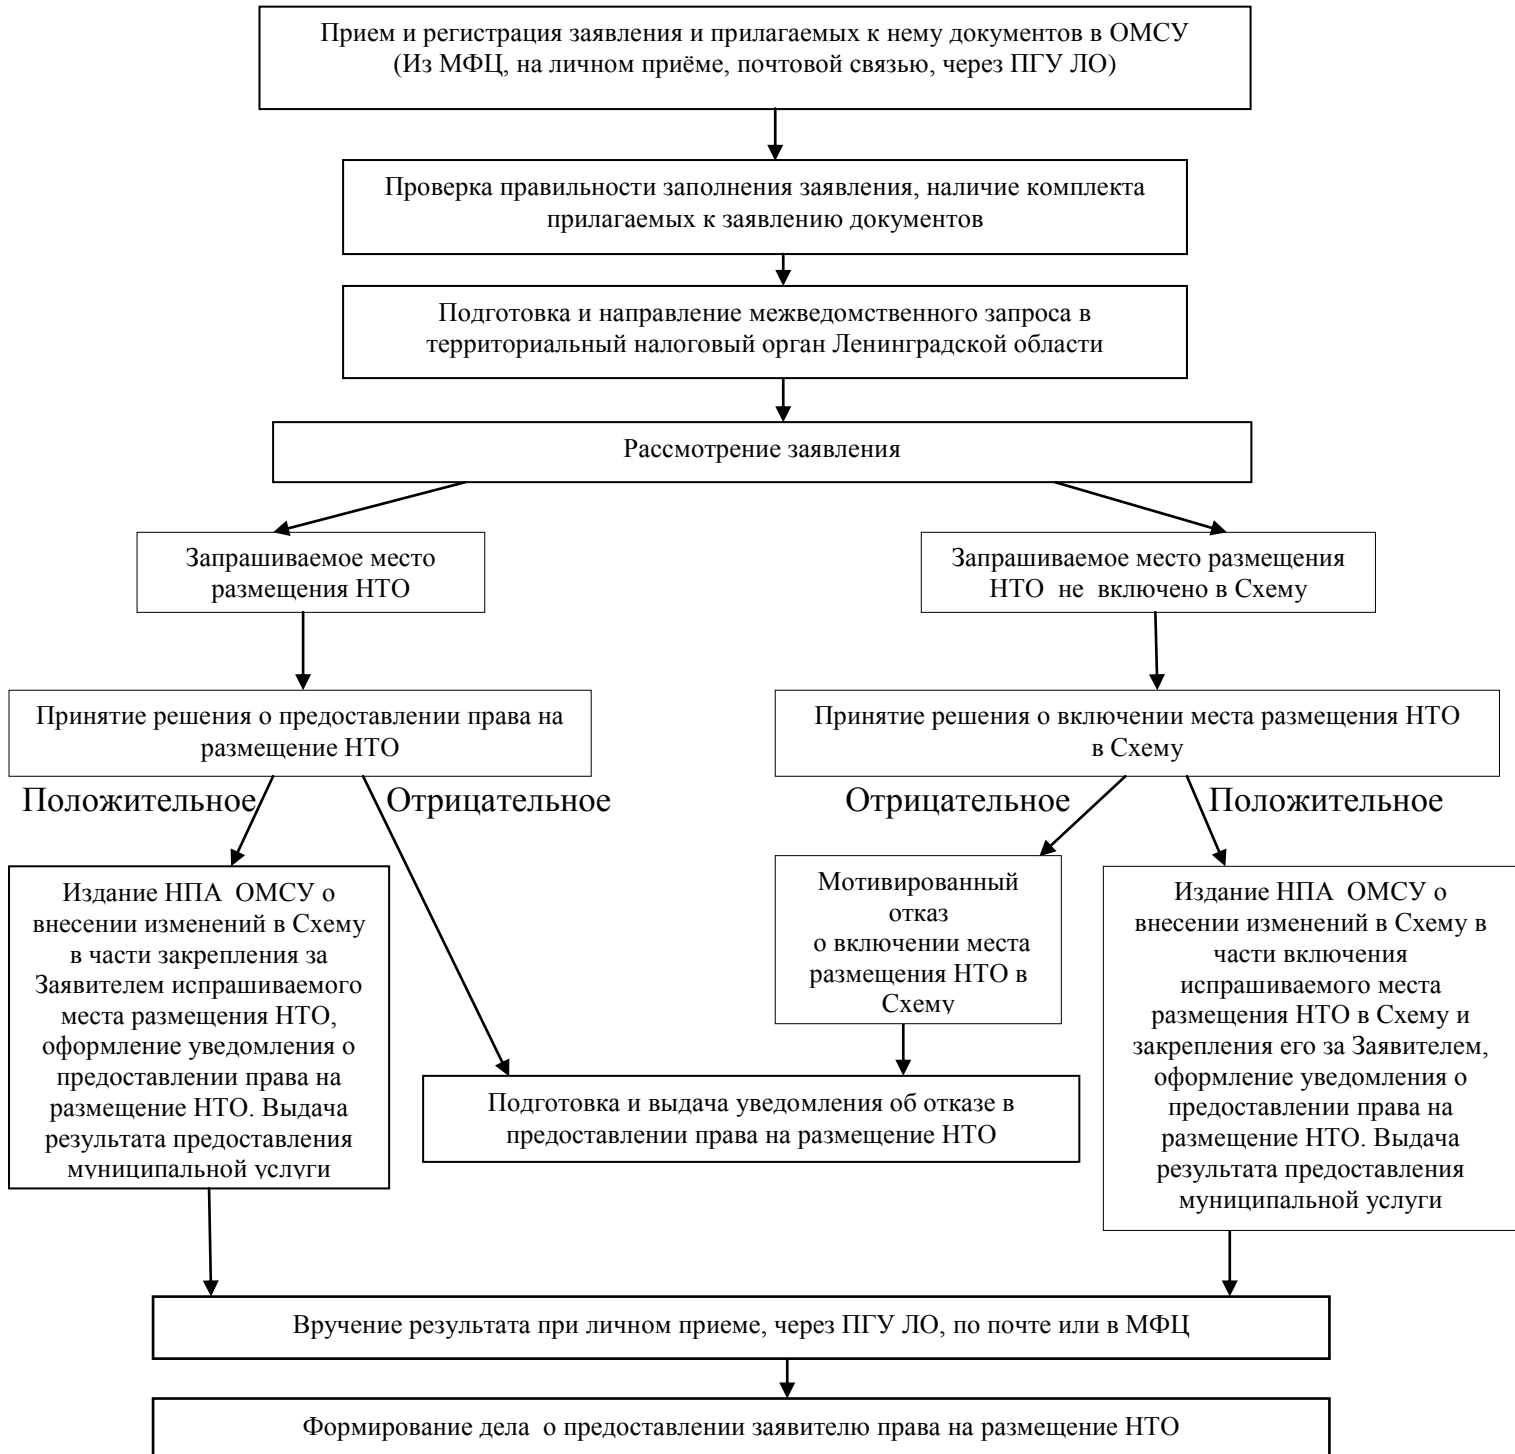 Прием и регистрация заявления и прилагаемых к нему документов в ОМСУ
(Из МФЦ, на личном приёме, почтовой связью, через ПГУ ЛО)
Проверка правильности заполнения заявления, наличие комплекта
прилагаемых к заявлению документов
Подготовка и направление межведомственного запроса в
территориальный налоговый орган Ленинградской области
Рассмотрение заявления
Запрашиваемое место
размещения НТО
Запрашиваемое место размещения
НТО не включено в Схему
Принятие решения о предоставлении права на
размещение НТО
Принятие решения о включении места размещения НТО
в Схему
Положительное
Отрицательное
Отрицательное
Положительное
Издание НПА ОМСУ о
внесении изменений в Схему
в части закрепления за
Заявителем испрашиваемого
места размещения НТО,
оформление уведомления о
предоставлении права на
размещение НТО. Выдача
результата предоставления
муниципальной услуги
Мотивированный
отказ
о включении места
размещения НТО в
Схему
Издание НПА ОМСУ о
внесении изменений в Схему в
части включения
испрашиваемого места
размещения НТО в Схему и
закрепления его за Заявителем,
оформление уведомления о
предоставлении права на
размещение НТО. Выдача
результата предоставления
муниципальной услуги
Подготовка и выдача уведомления об отказе в
предоставлении права на размещение НТО
Вручение результата при личном приеме, через ПГУ ЛО, по почте или в МФЦ
Формирование дела о предоставлении заявителю права на размещение НТО